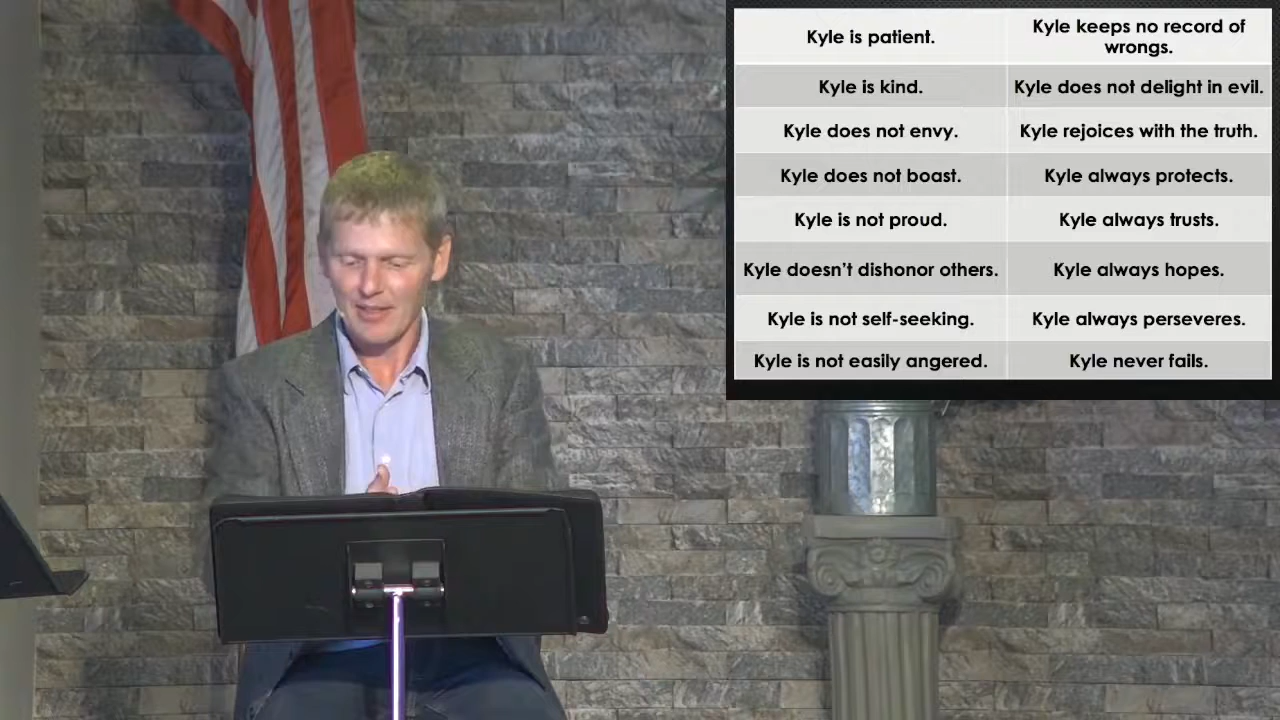 Kyle is patient.
Kyle keeps no record of
wrongs.
Kyle is kind.
Kyle does not delight in evil.
Kyle does not envy.
Kyle rejoices with the truth.
Kyle does not boast.
Kyle always protects.
Kyle is not proud.
Kyle always trusts.
Kyle doesn't dishonor others.
Kyle always hopes.
Kyle is not self-seeking.
Kyle always perseveres.
Kyle is not easily angered.
Kyle never fails.